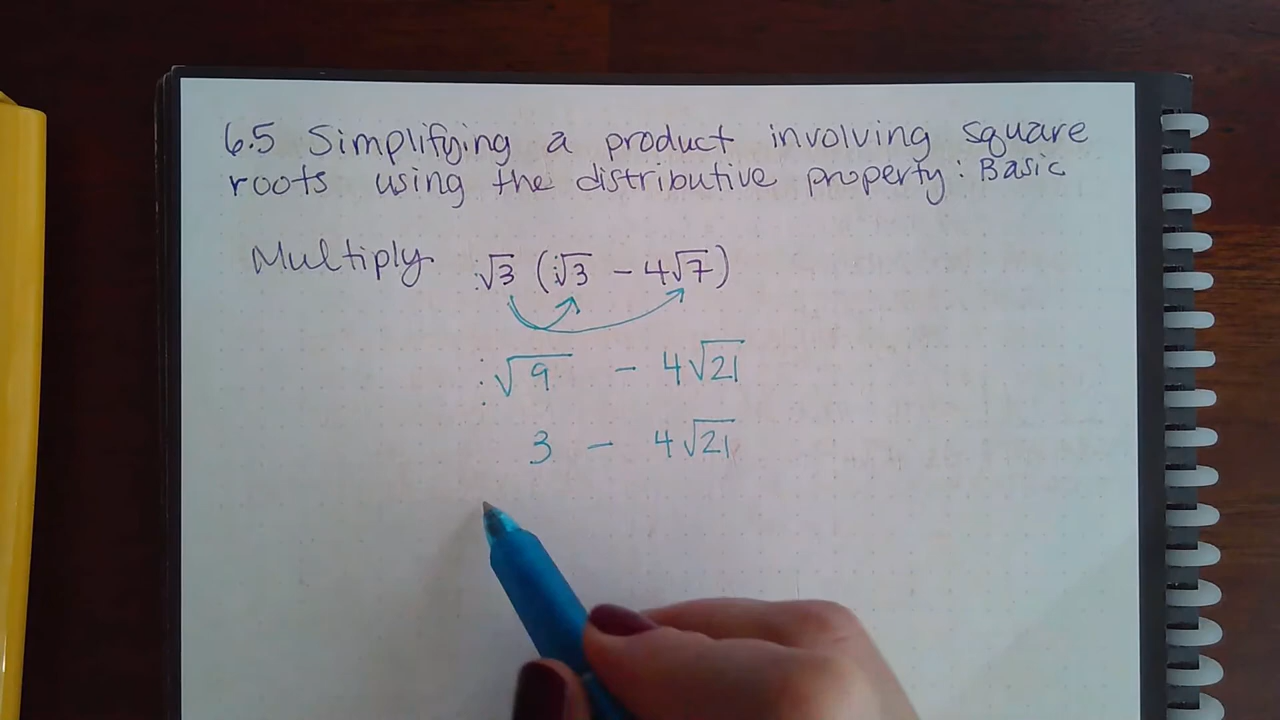 6.5 Simplifying a product involving square
roots using the distributive property: Basic
Multiply √3 (√3 - 4√7)
√9 - 4√21
3 - 4√21